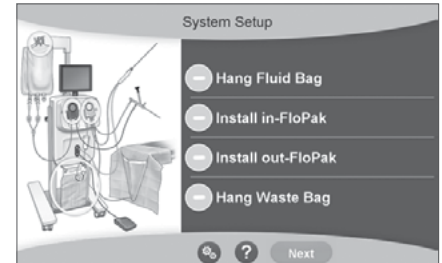 System Setup
Hang Fluid Bag
Install in-FloPak
Install out-FloPak
Hang Waste Bag
?
Next